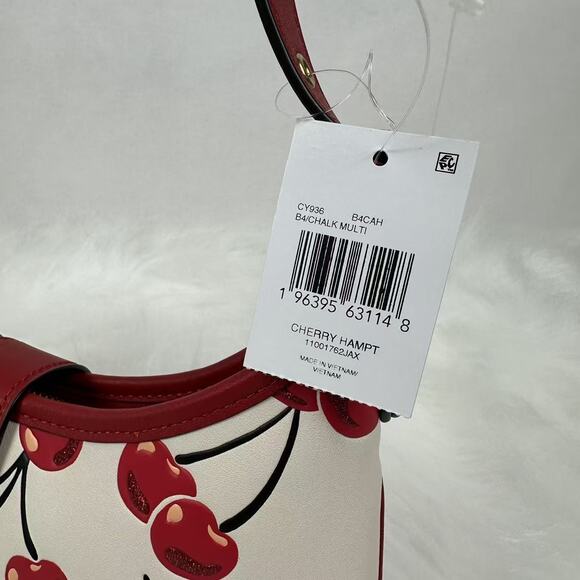 CY936 B4CAH
B4/CHALK MULTI
1 96395 63114 8
CHERRY HAMPT
11001762JAX
MADE IN VIETNAM/
VIETNAM